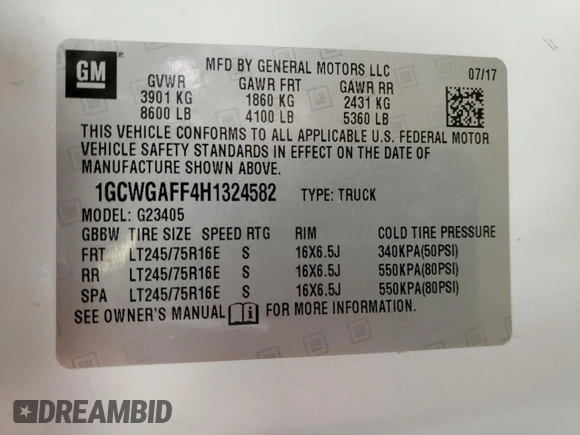 GM
MFD BY GENERAL MOTORS LLC 07/17
GVWR GAWR FRT GAWR RR
3901 KG 1860 KG 2431 KG
8600 LB 4100 LB 5360 LB
THIS VEHICLE CONFORMS TO ALL APPLICABLE U.S. FEDERAL MOTOR
VEHICLE SAFETY STANDARDS IN EFFECT ON THE DATE OF
MANUFACTURE SHOWN ABOVE.
1GCWGAFF4H1324582 TYPE: TRUCK
MODEL: G23405
GBBW TIRE SIZE SPEED RTG RIM COLD TIRE PRESSURE
FRT LT245/75R16E S 16X6.5J 340KPA(50PSI)
RR LT245/75R16E S 16X6.5J 550KPA(80PSI)
SPA LT245/75R16E S 16X6.5J 550KPA(80PSI)
SEE OWNER'S MANUAL i FOR MORE INFORMATION.
DREAMBID